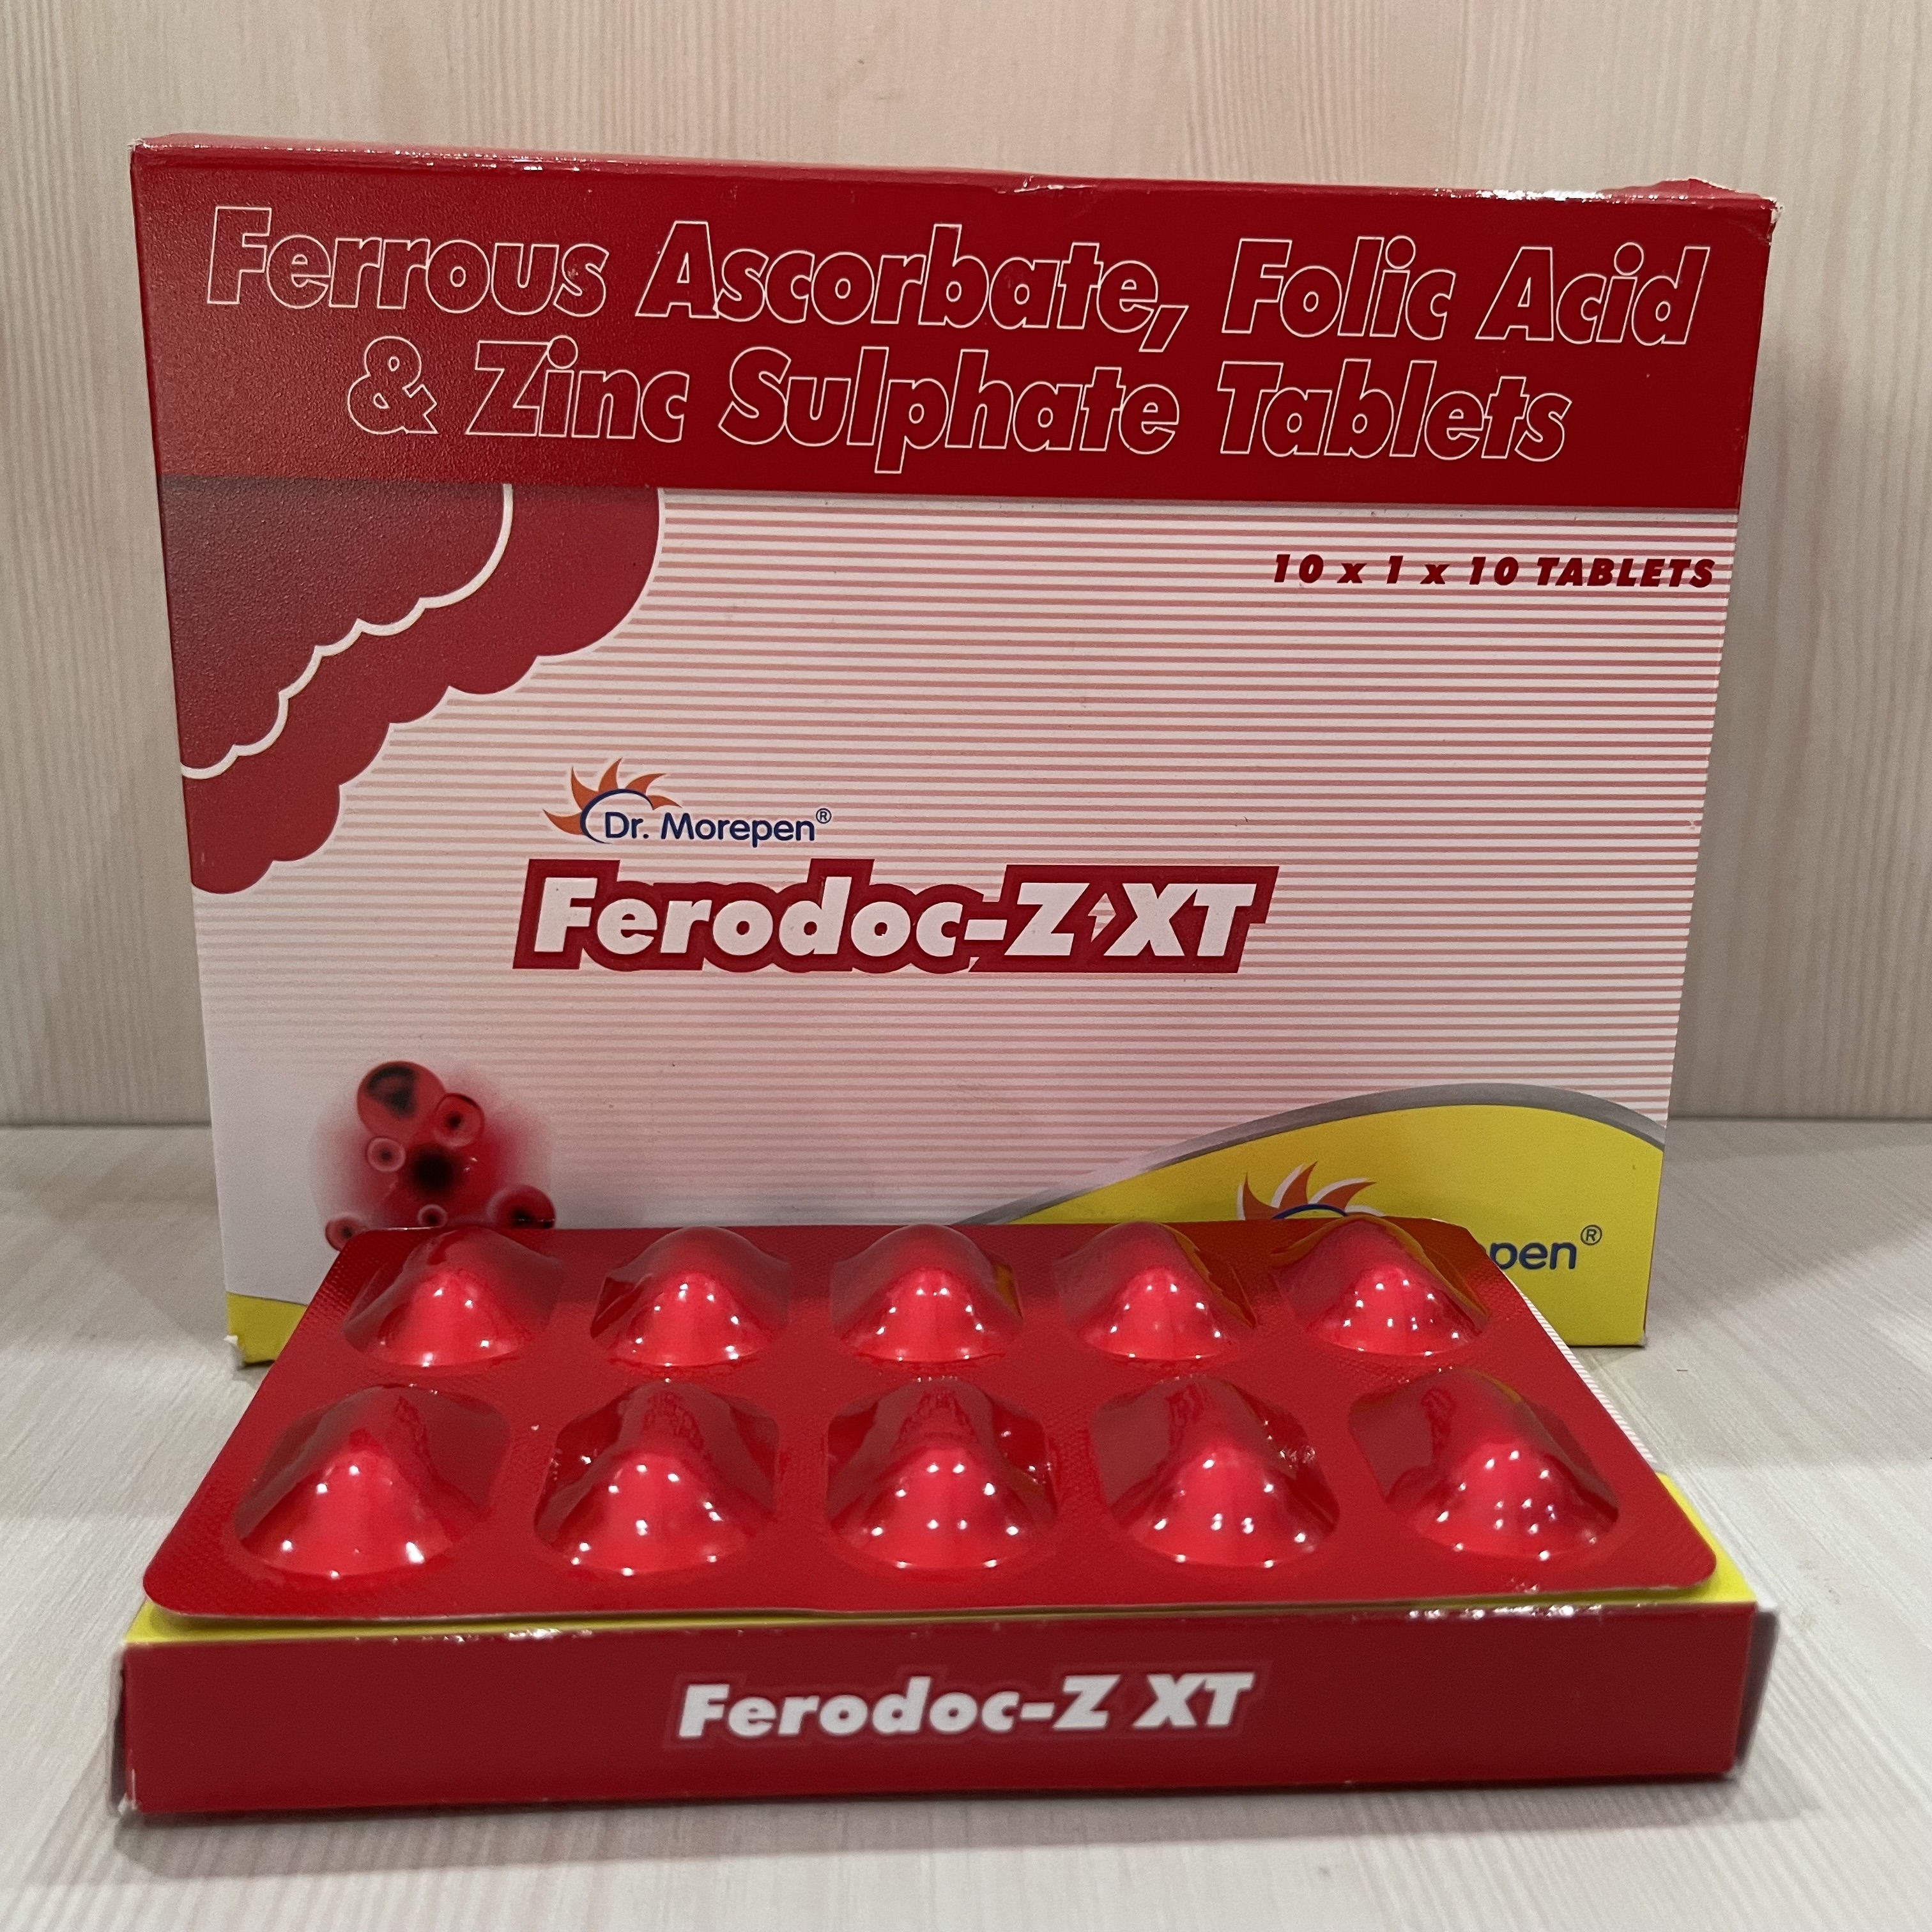 Ferrous Ascorbate, Folic Acid
& Zinc Sulphate Tablets
10 x 1 x 10 TABLETS
Dr. Morepen®
Ferodoc-Z XT
Ferodoc-Z XT